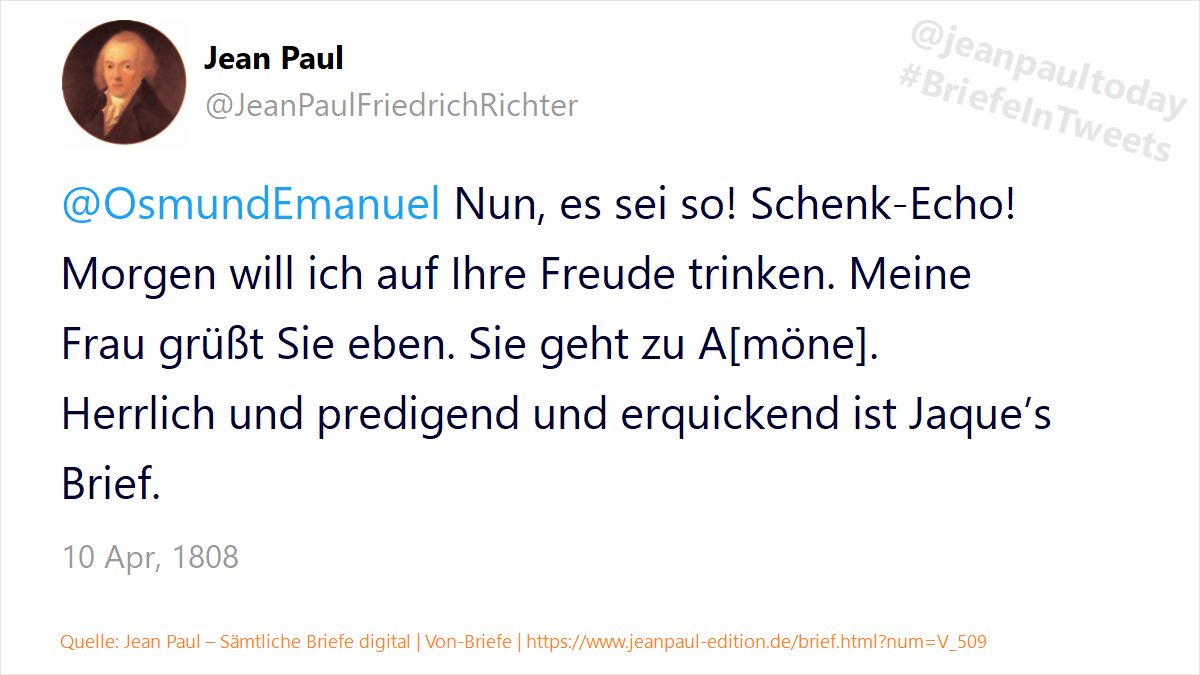 Jean Paul
@JeanPaulFriedrichRichter
@jeanpaultoday
#BriefeInTweets
@OsmundEmanuel Nun, es sei so! Schenk-Echo!
Morgen will ich auf Ihre Freude trinken. Meine
Frau grüßt Sie eben. Sie geht zu A[möne].
Herrlich und predigend und erquickend ist Jaque’s
Brief.
10 Apr, 1808
Quelle: Jean Paul – Sämtliche Briefe digital | Von-Briefe | https://www.jeanpaul-edition.de/brief.html?num=V_509